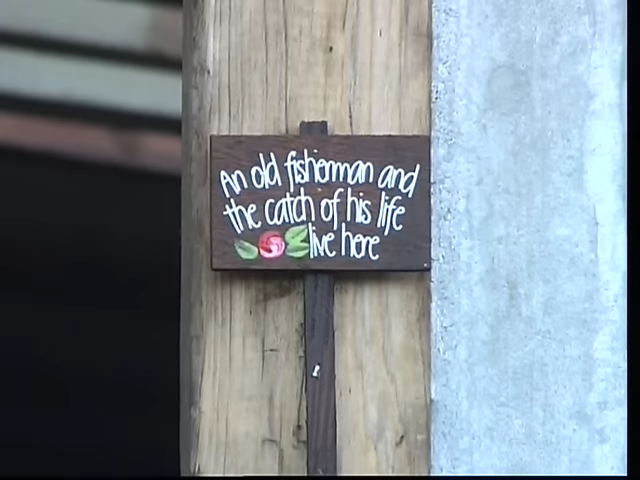 An old fisherman and
the catch of his life
live here